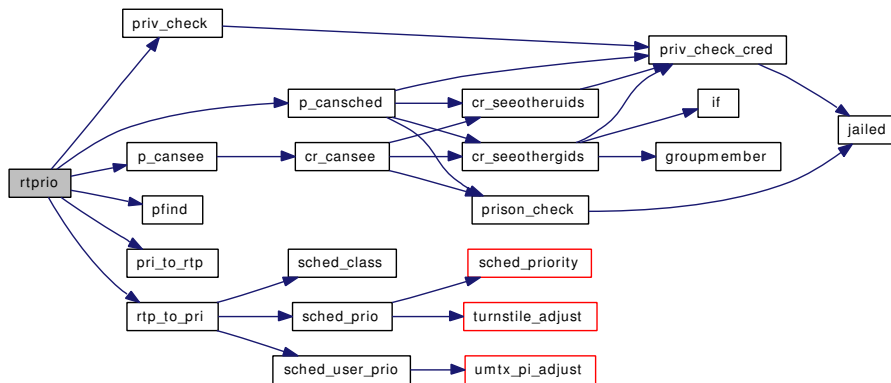 priv_check
priv_check_cred
p_cansched
cr_seeotheruids
if
jailed
p_cansee
cr_cansee
cr_seeothergids
groupmember
rtprio
pfind
prison_check
pri_to_rtp
sched_class
sched_priority
rtp_to_pri
sched_prio
turnstile_adjust
sched_user_prio
umtx_pi_adjust